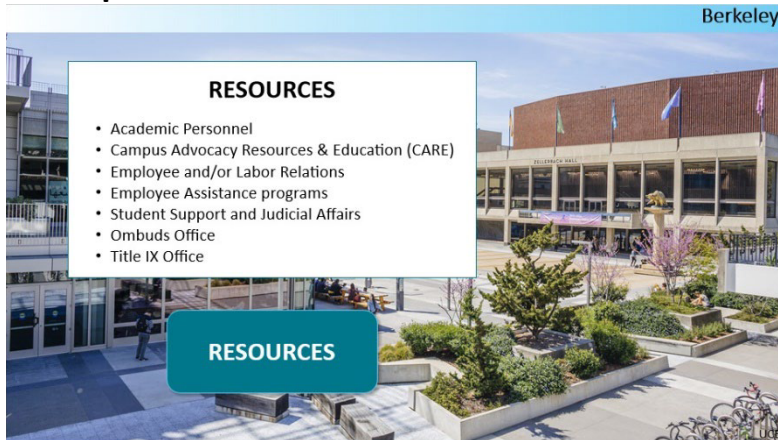 Berkeley
RESOURCES
• Academic Personnel
• Campus Advocacy Resources & Education (CARE)
• Employee and/or Labor Relations
• Employee Assistance programs
• Student Support and Judicial Affairs
• Ombuds Office
• Title IX Office
ZELLERBACH HALL
RESOURCES